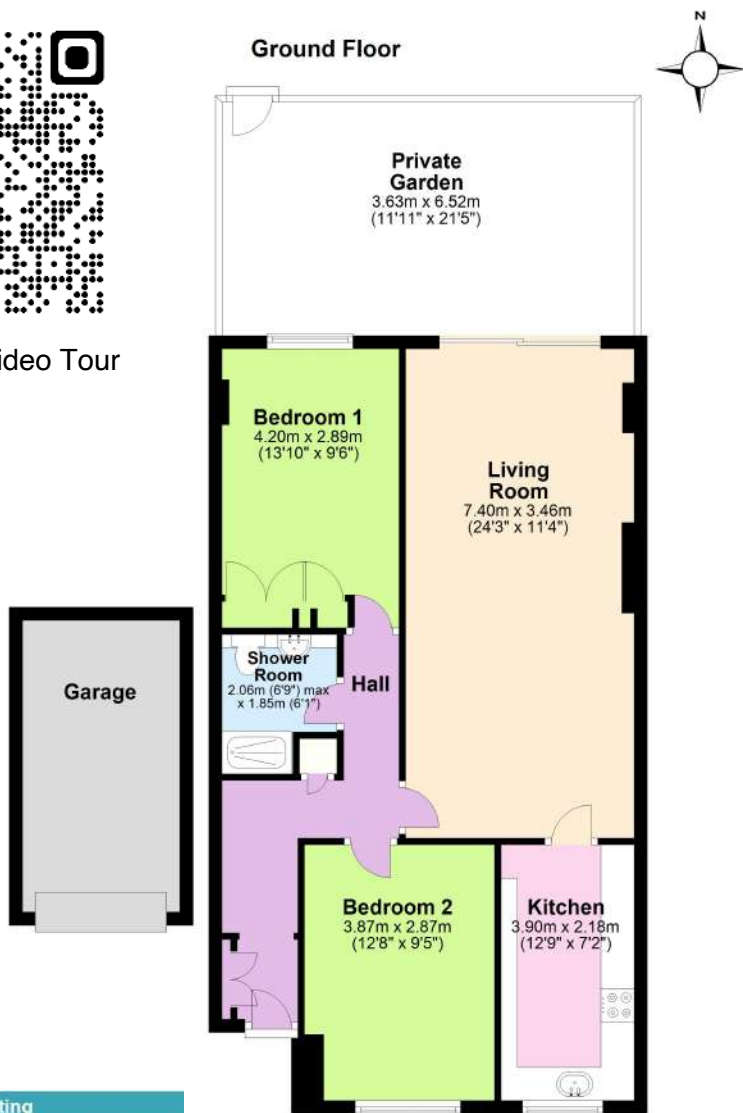 Ground Floor
N
Private
Garden
3.63m x 6.52m
(11'11" x 21'5")
ideo Tour
Bedroom 1
4.20m x 2.89m
(13'10" x 9'6")
Living
Room
7.40m x 3.46m
(24'3" x 11'4")
Garage
Shower
Room
2.06m (6'9") max
x 1.85m (6'1")
Hall
Bedroom 2
3.87m x 2.87m
(12'8" x 9'5")
Kitchen
3.90m x 2.18m
(12'9" x 7'2")
ting